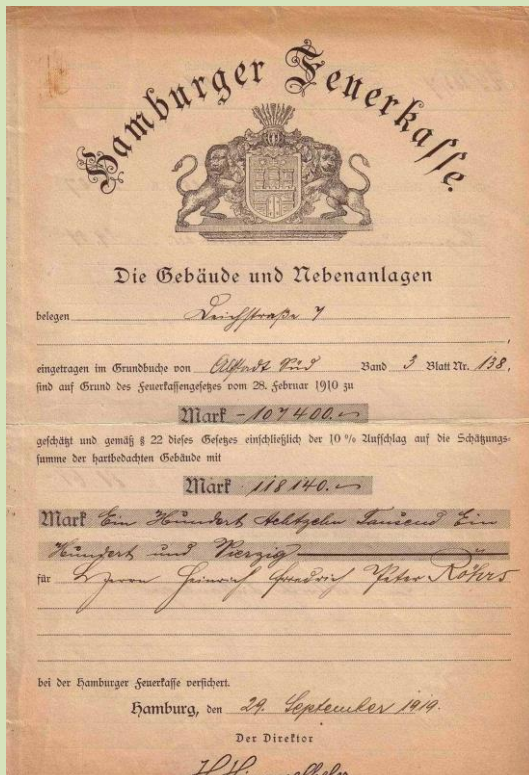 Hamburger Feuerkasse.
Die Gebäude und Nebenanlagen
belegen Deichstraße 7
,
eingetragen im Grundbuche von Altstadt Süd Band 3 Blatt Nr. 138,
sind auf Grund des Feuerkassengesetzes vom 28. Februar 1910 zu
Mark -107400.-
geschätzt und gemäß § 22 dieses Gesetzes einschließlich der 10 % Aufschlag auf die Schätzungs-
summe der hartbedachten Gebäude mit
Mark 118140.-
Mark Ein Hundert Achtzehn Tausend Ein
Hundert und Vierzig
für Herrn Heinrich Friedrich Peter Röhrs
bei der Hamburger Feuerkasse versichert.
Hamburg, den 29. September 1919.
Der Direktor